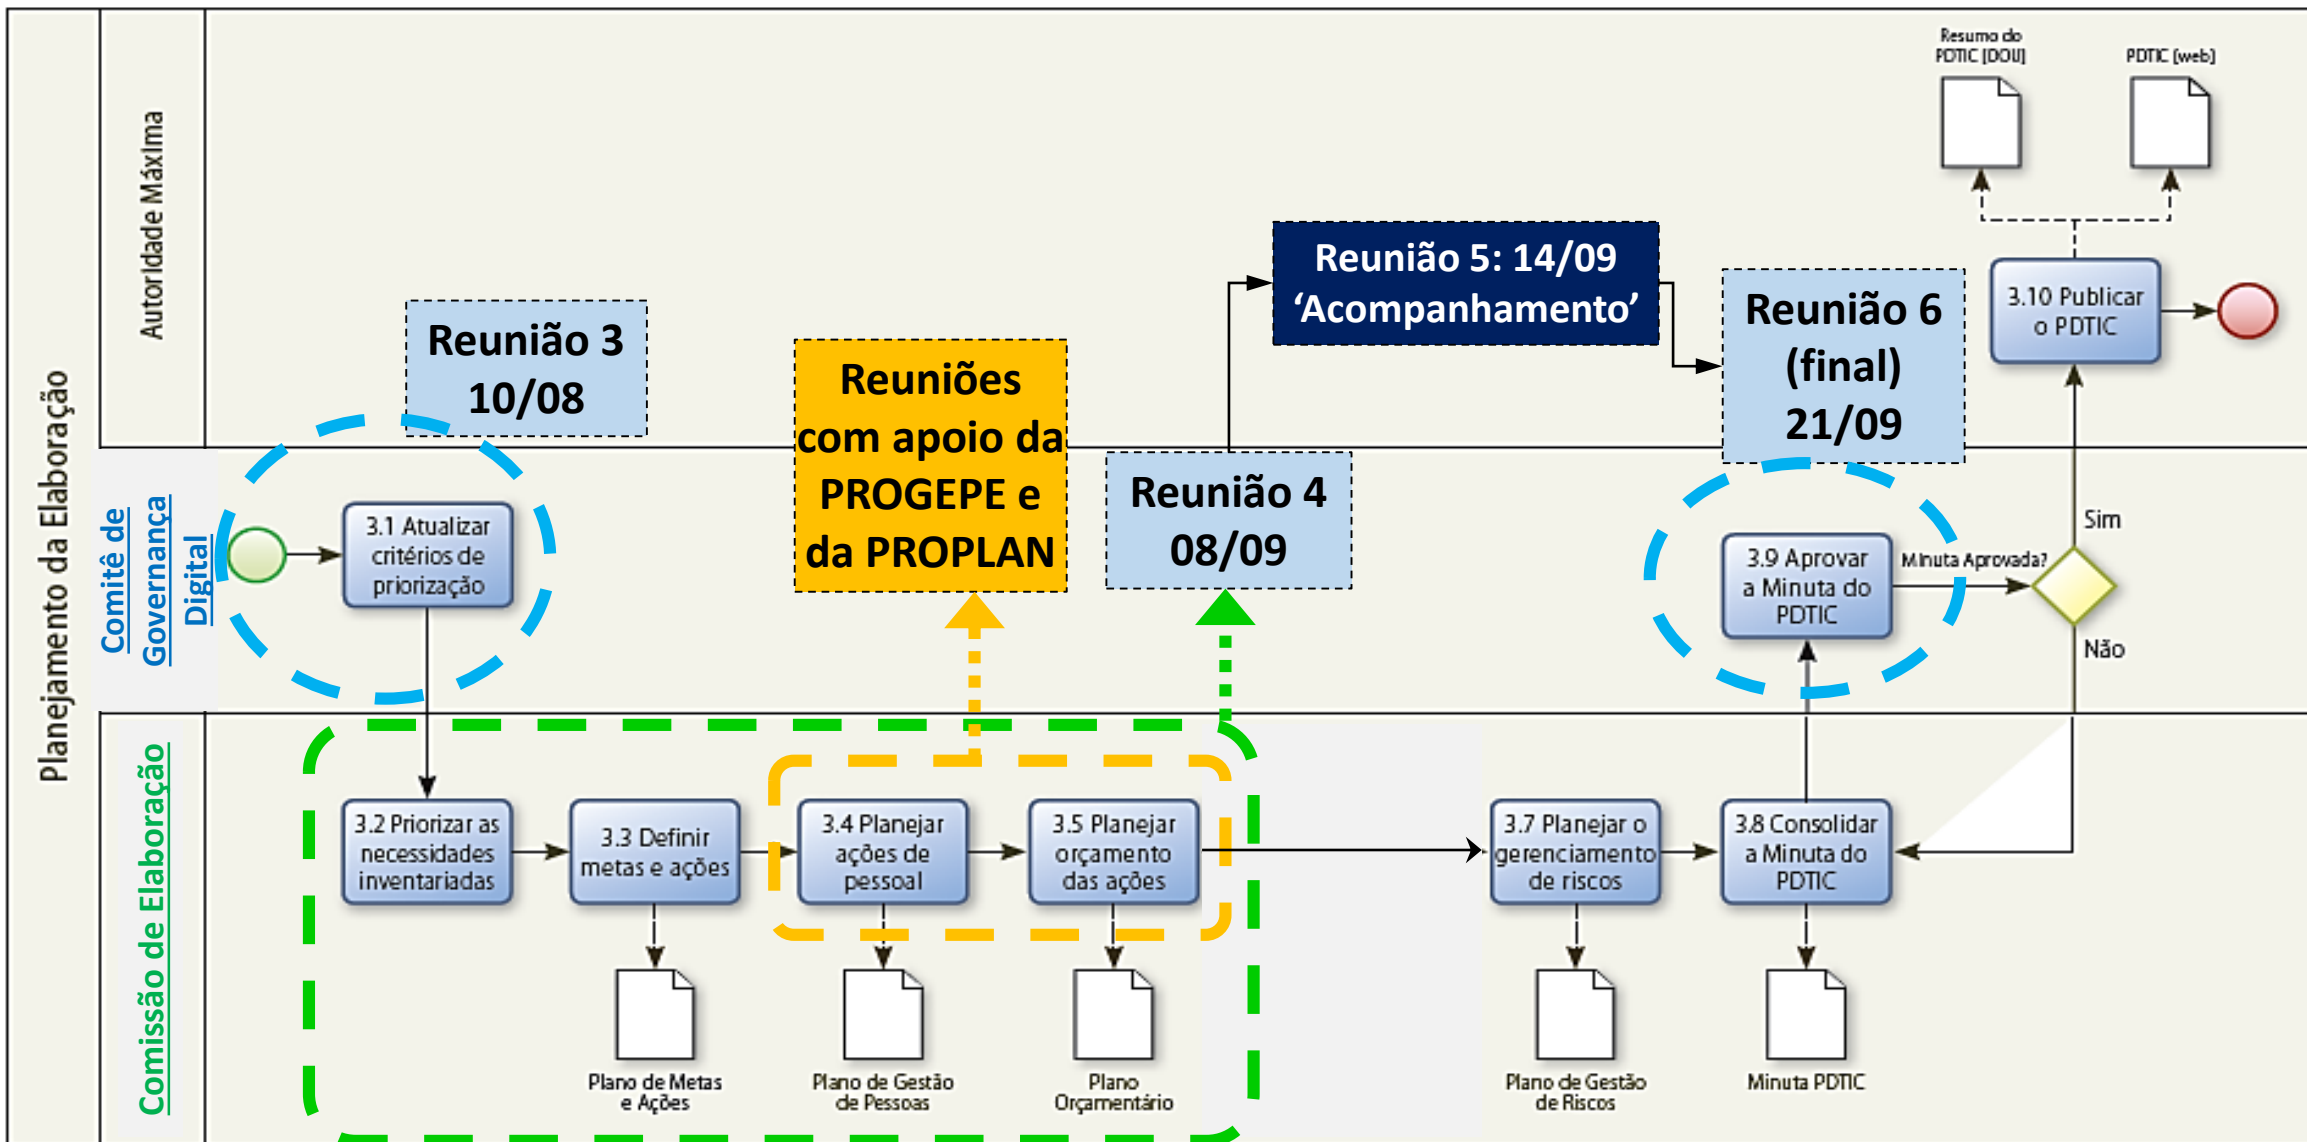 Planejamento da Elaboração
Autoridade Máxima
Resumo do
PDTIC [DOU]
PDTIC [web]
Reunião 5: 14/09
‘Acompanhamento’
Reunião 6
(final)
21/09
3.10 Publicar
o PDTIC
Reunião 3
10/08
Reuniões
com apoio da
PROGEPE e
da PROPLAN
Reunião 4
08/09
Comitê de
Governança
Digital
3.1 Atualizar
critérios de
priorização
3.9 Aprovar
a Minuta do
PDTIC
Minuta Aprovada?
Sim
Não
Comissão de Elaboração
3.2 Priorizar as
necessidades
inventariadas
3.3 Definir
metas e ações
3.4 Planejar
ações de
pessoal
3.5 Planejar
orçamento
das ações
3.7 Planejar o
gerenciamento
de riscos
3.8 Consolidar
a Minuta do
PDTIC
Plano de Metas
e Ações
Plano de Gestão
de Pessoas
Plano
Orçamentário
Plano de Gestão
de Riscos
Minuta PDTIC